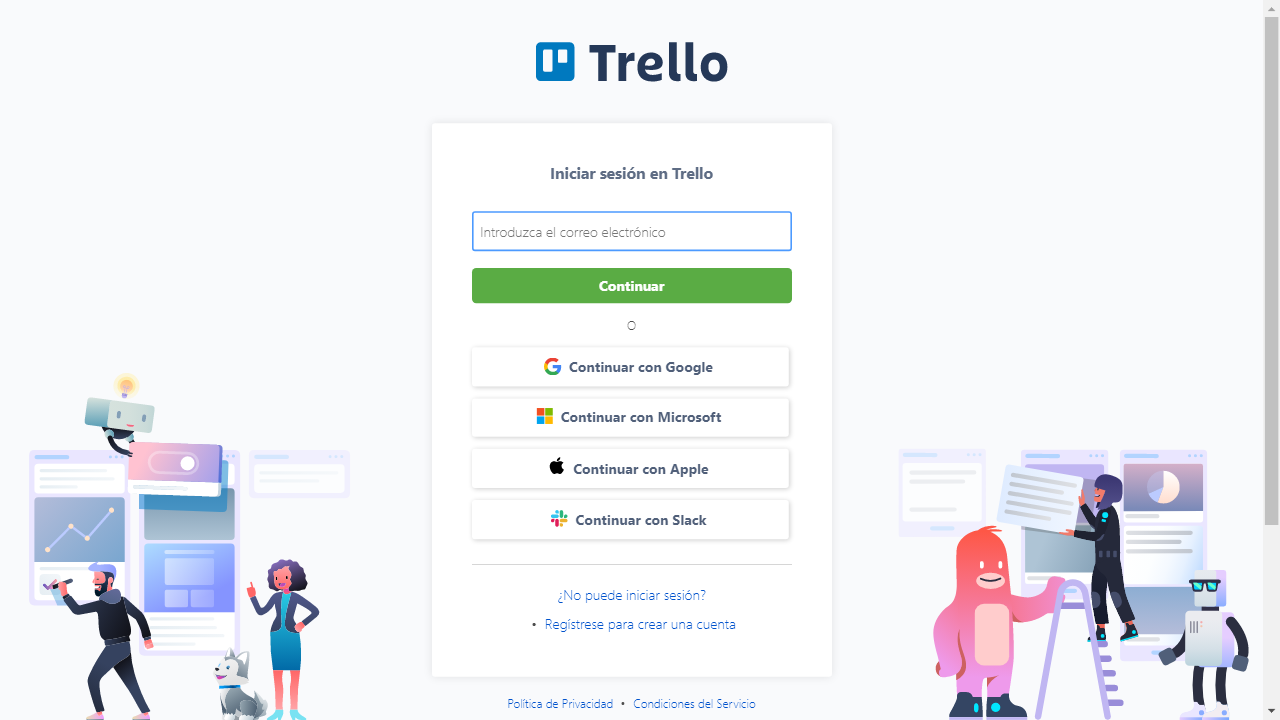 Trello
Iniciar sesión en Trello
Introduzca el correo electrónico
Continuar
O
Continuar con Google
Continuar con Microsoft
Continuar con Apple
Continuar con Slack
¿No puede iniciar sesión?
• Regístrese para crear una cuenta
Política de Privacidad • Condiciones del Servicio